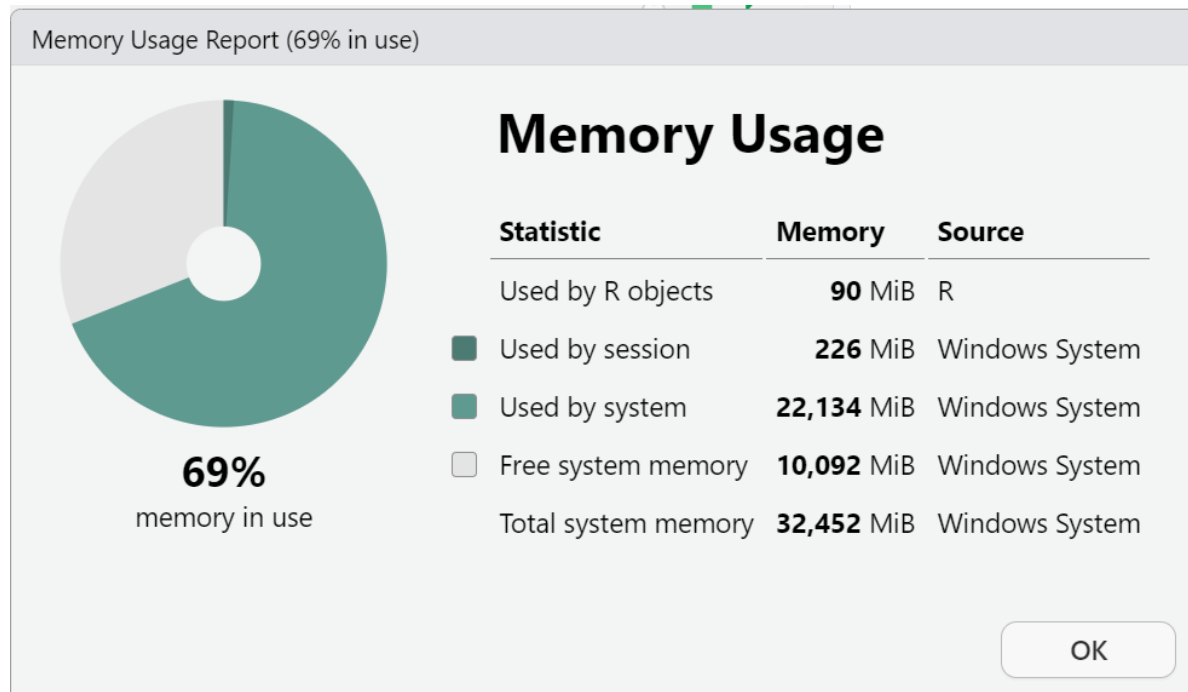 Memory Usage Report (69% in use)
Memory Usage
Statistic Memory Source
Used by R objects 90 MiB R
Used by session 226 MiB Windows System
Used by system 22,134 MiB Windows System
Free system memory 10,092 MiB Windows System
Total system memory 32,452 MiB Windows System
69%
memory in use
OK